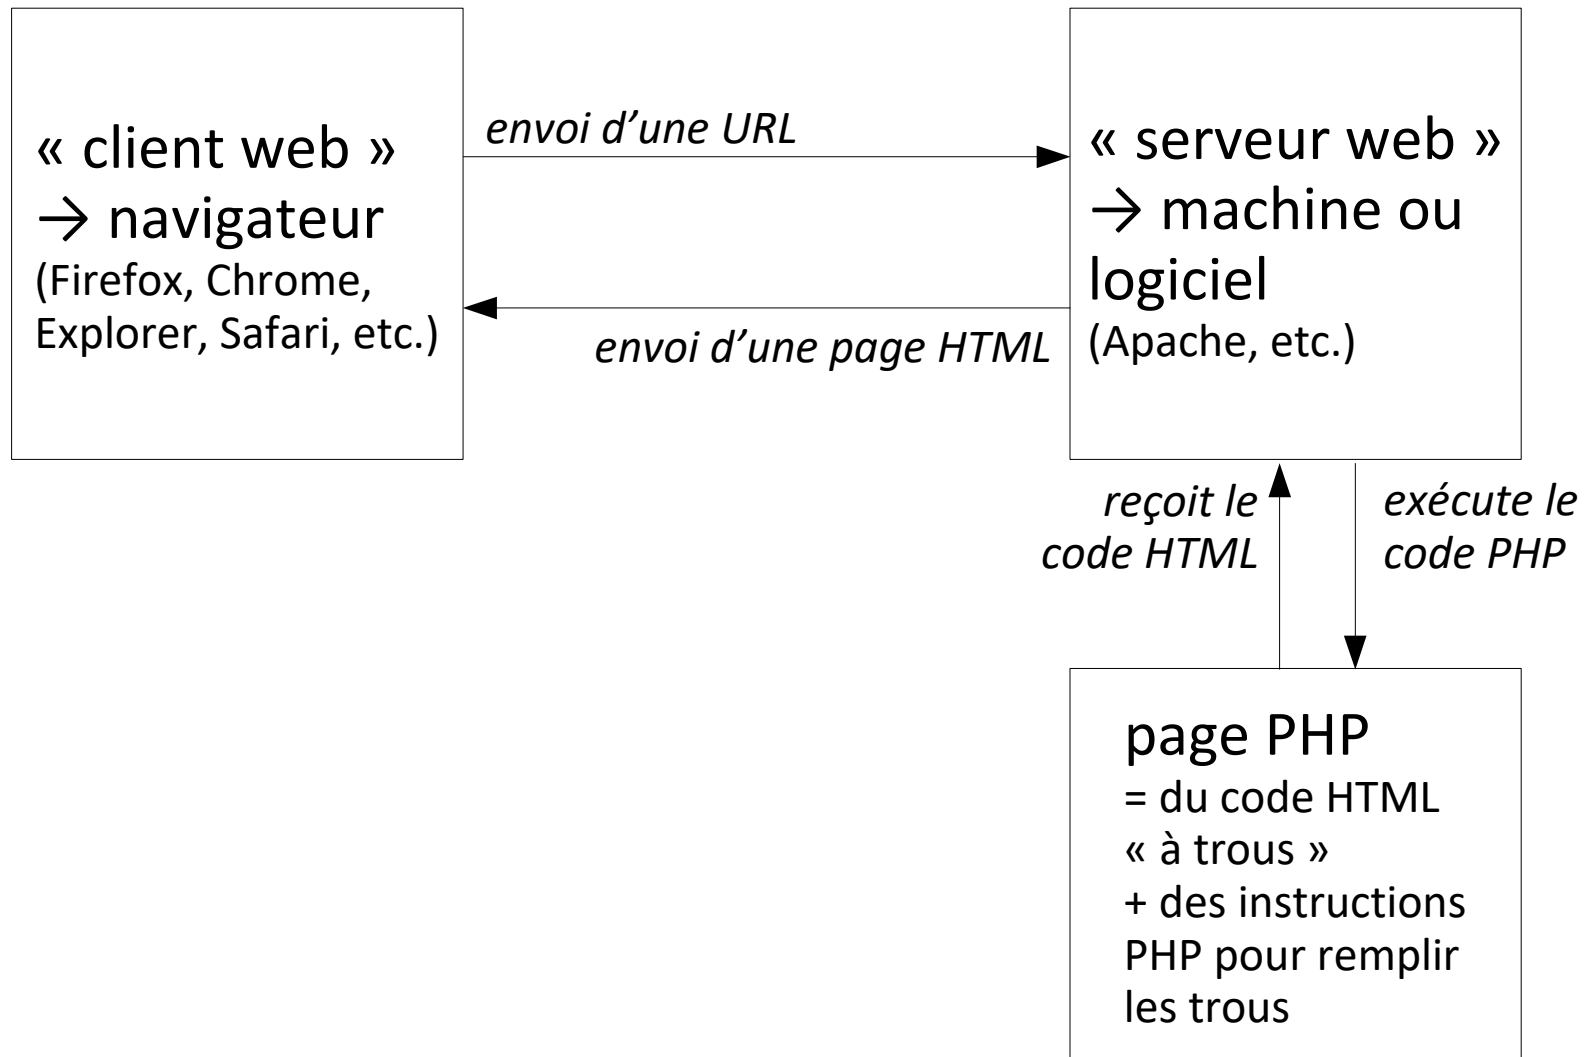 « client web »
→ navigateur
(Firefox, Chrome,
Explorer, Safari, etc.)
envoi d’une URL
envoi d’une page HTML
« serveur web »
→ machine ou
logiciel
(Apache, etc.)
reçoit le
code HTML
exécute le
code PHP
page PHP
= du code HTML
« à trous »
+ des instructions
PHP pour remplir
les trous